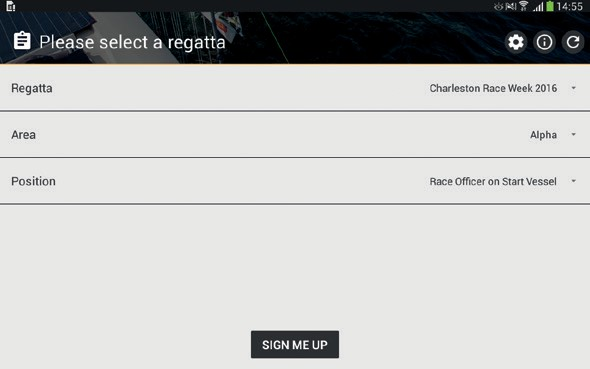 14:55
Please select a regatta
Regatta Charleston Race Week 2016
Area Alpha
Position Race Officer on Start Vessel
SIGN ME UP